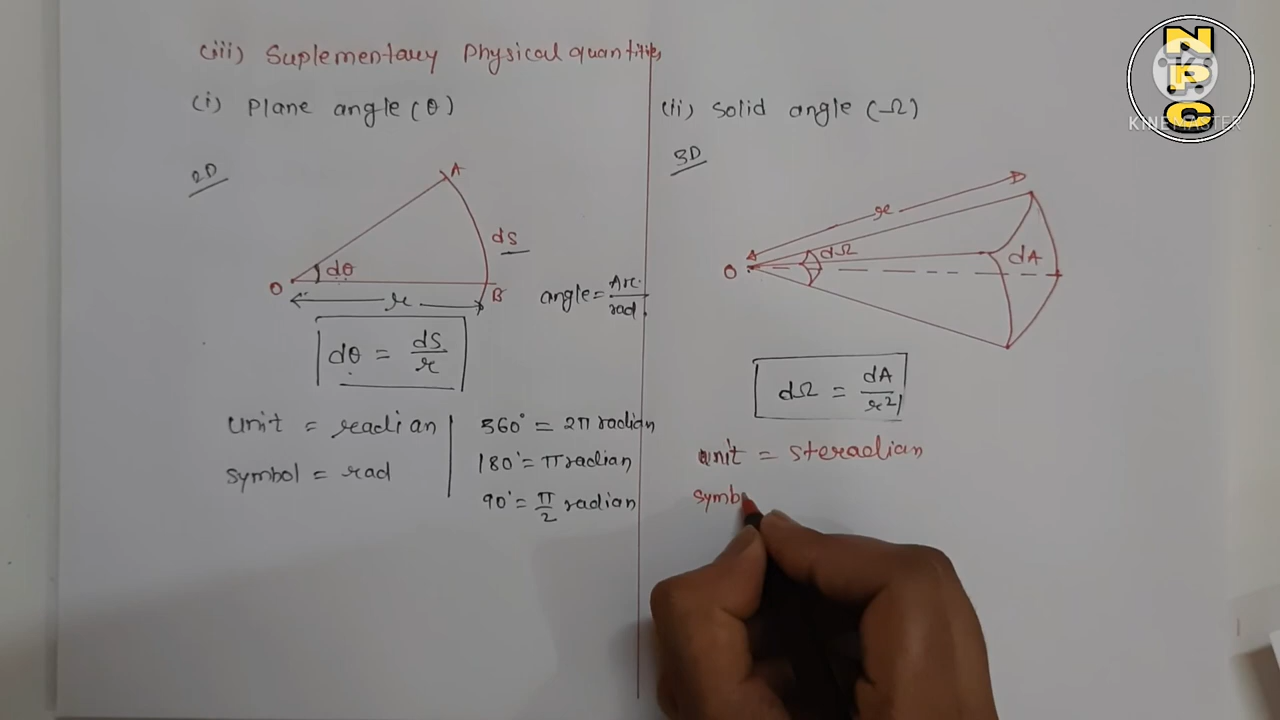 (iii) Suplementary Physical quantities
(i) Plane angle (θ)
2D
A
ds
dθ
O
B
r
angle = Arc / rad.
dθ = ds / r
unit = readian
symbol = rad
360° = 2π radian
180° = π radian
90° = π/2 radian
(ii) Solid angle (Ω)
3D
r
dΩ
dA
O
dΩ = dA / r²
unit = steradian
symb
NPC
KINEMASTER